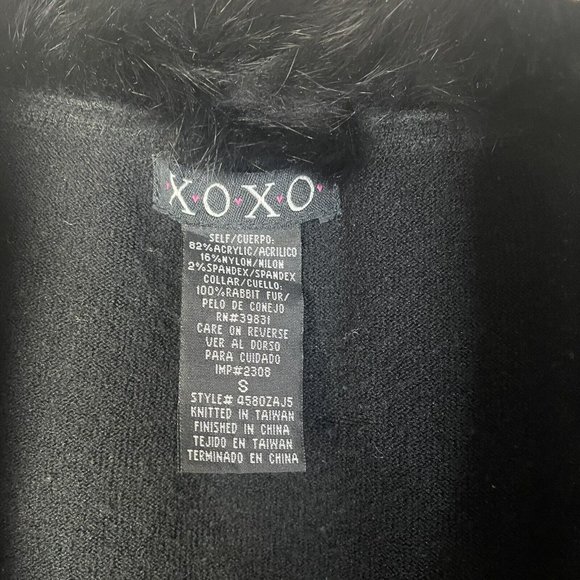 X♥O♥X♥O♥
SELF/CUERPO:
82%ACRYLIC/ACRILICO
16%NYLON/NILON
2%SPANDEX/SPANDEX
COLLAR/CUELLO:
100%RABBIT FUR/
PELO DE CONEJO
RN#39831
CARE ON REVERSE
VER AL DORSO
PARA CUIDADO
IMP#2308
S
STYLE# 4580ZAJ5
KNITTED IN TAIWAN
FINISHED IN CHINA
TEJIDO EN TAIWAN
TERMINADO EN CHINA